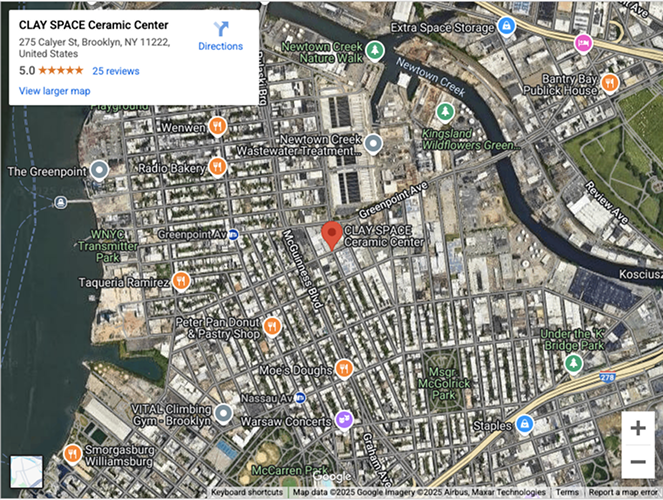 CLAY SPACE Ceramic Center
275 Calyer St, Brooklyn, NY 11222,
United States
5.0
25 reviews
View larger map
Directions
Extra Space Storage
Newtown Creek
Nature Walk
Newtown Creek
Bantry Bay
Publick House
Playground
Wenwen
Kingsland
Wildflowers Green...
Newtown Creek
Wastewater Treatment...
The Greenpoint
Radio Bakery
Greenpoint Ave
Review Ave
WNYC
Transmitter
Park
Greenpoint Av
CLAY SPACE
Ceramic Center
McGuinness Blvd
Taqueria Ramirez
Kosciusz
Peter Pan Donut
& Pastry Shop
Under the 'K'
Bridge Park
Moe's Doughs
Msgr.
McGolrick
Park
278
Nassau Av
VITAL Climbing
Gym - Brooklyn
Warsaw Concerts
Staples
Graham Ave
Smorgasburg
Williamsburg
McCarren Park
Google
Keyboard shortcuts
Map data ©2025 Google Imagery ©2025 Airbus, Maxar Technologies
Terms
Report a map error